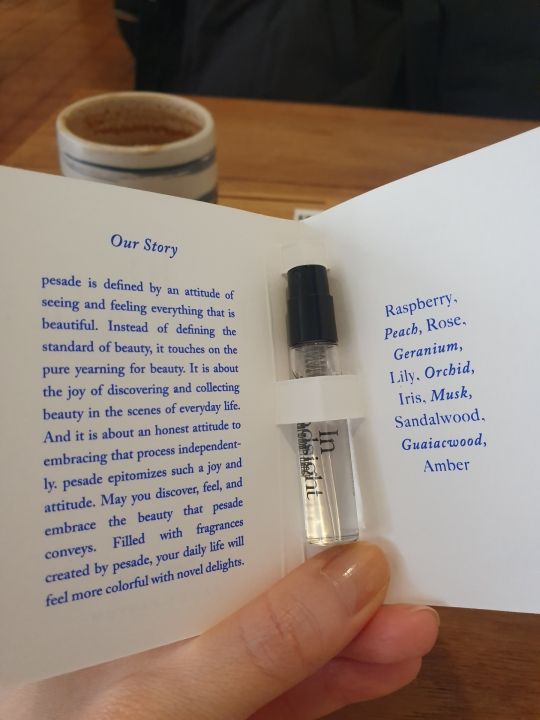 Our Story
pesade is defined by an attitude of
seeing and feeling everything that is
beautiful. Instead of defining the
standard of beauty, it touches on the
pure yearning for beauty. It is about
the joy of discovering and collecting
beauty in the scenes of everyday life.
And it is about an honest attitude to
embracing that process independent-
ly. pesade epitomizes such a joy and
attitude. May you discover, feel, and
embrace the beauty that pesade
conveys. Filled with fragrances
created by pesade, your daily life will
feel more colorful with novel delights.
In
Raspberry,
Peach, Rose,
Geranium,
Lily, Orchid,
Iris, Musk,
Sandalwood,
Guaiacwood,
Amber